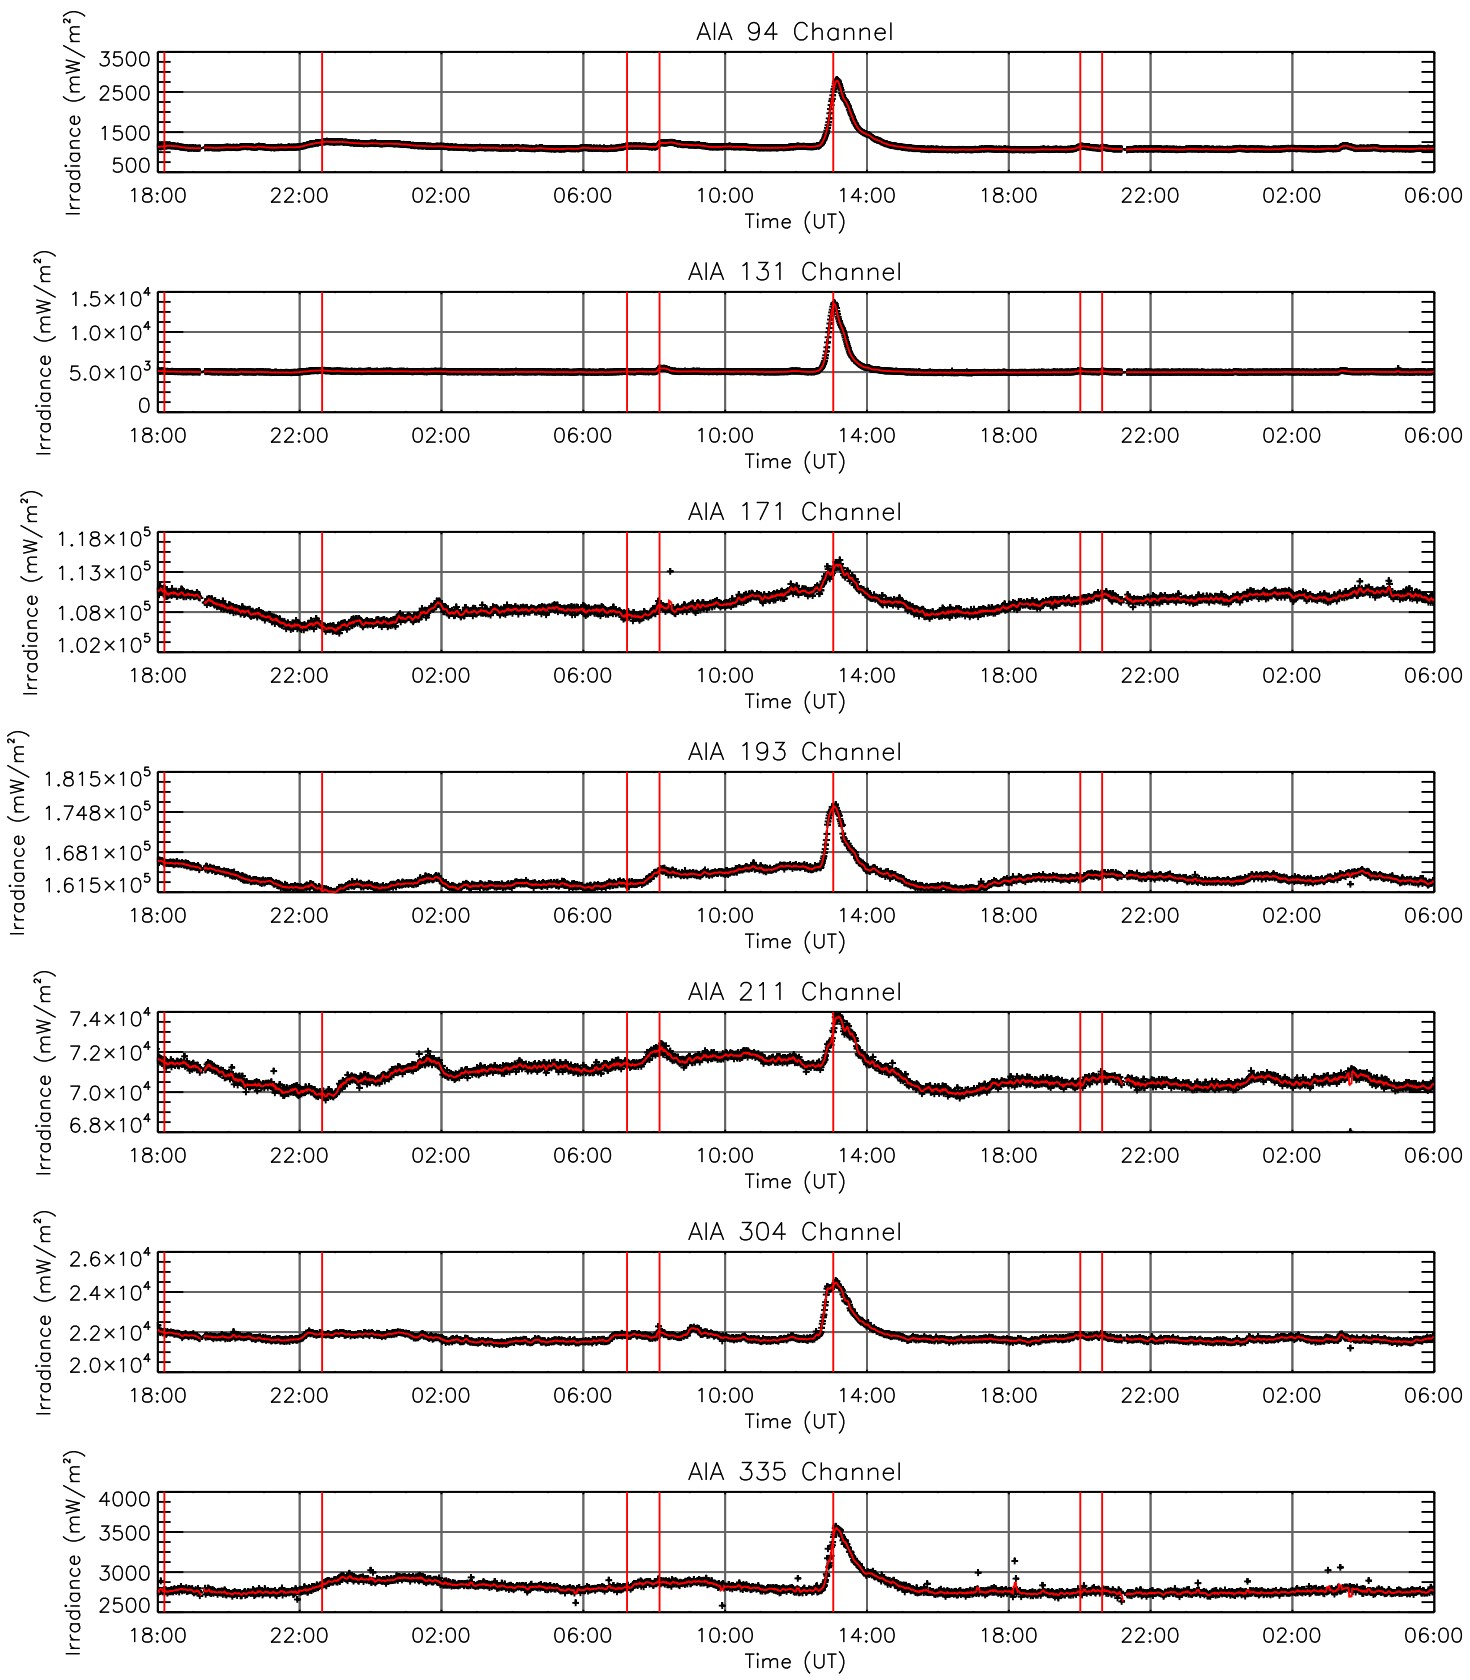 AIA 94 Channel
Irradiance (mW/m²)
3500
2500
1500
500
18:00 22:00 02:00 06:00 10:00 14:00 18:00 22:00 02:00 06:00
Time (UT)
AIA 131 Channel
Irradiance (mW/m²)
1.5×10⁴
1.0×10⁴
5.0×10³
0
18:00 22:00 02:00 06:00 10:00 14:00 18:00 22:00 02:00 06:00
Time (UT)
AIA 171 Channel
Irradiance (mW/m²)
1.18×10⁵
1.13×10⁵
1.08×10⁵
1.02×10⁵
18:00 22:00 02:00 06:00 10:00 14:00 18:00 22:00 02:00 06:00
Time (UT)
AIA 193 Channel
Irradiance (mW/m²)
1.815×10⁵
1.748×10⁵
1.681×10⁵
1.615×10⁵
18:00 22:00 02:00 06:00 10:00 14:00 18:00 22:00 02:00 06:00
Time (UT)
AIA 211 Channel
Irradiance (mW/m²)
7.4×10⁴
7.2×10⁴
7.0×10⁴
6.8×10⁴
18:00 22:00 02:00 06:00 10:00 14:00 18:00 22:00 02:00 06:00
Time (UT)
AIA 304 Channel
Irradiance (mW/m²)
2.6×10⁴
2.4×10⁴
2.2×10⁴
2.0×10⁴
18:00 22:00 02:00 06:00 10:00 14:00 18:00 22:00 02:00 06:00
Time (UT)
AIA 335 Channel
Irradiance (mW/m²)
4000
3500
3000
2500
18:00 22:00 02:00 06:00 10:00 14:00 18:00 22:00 02:00 06:00
Time (UT)